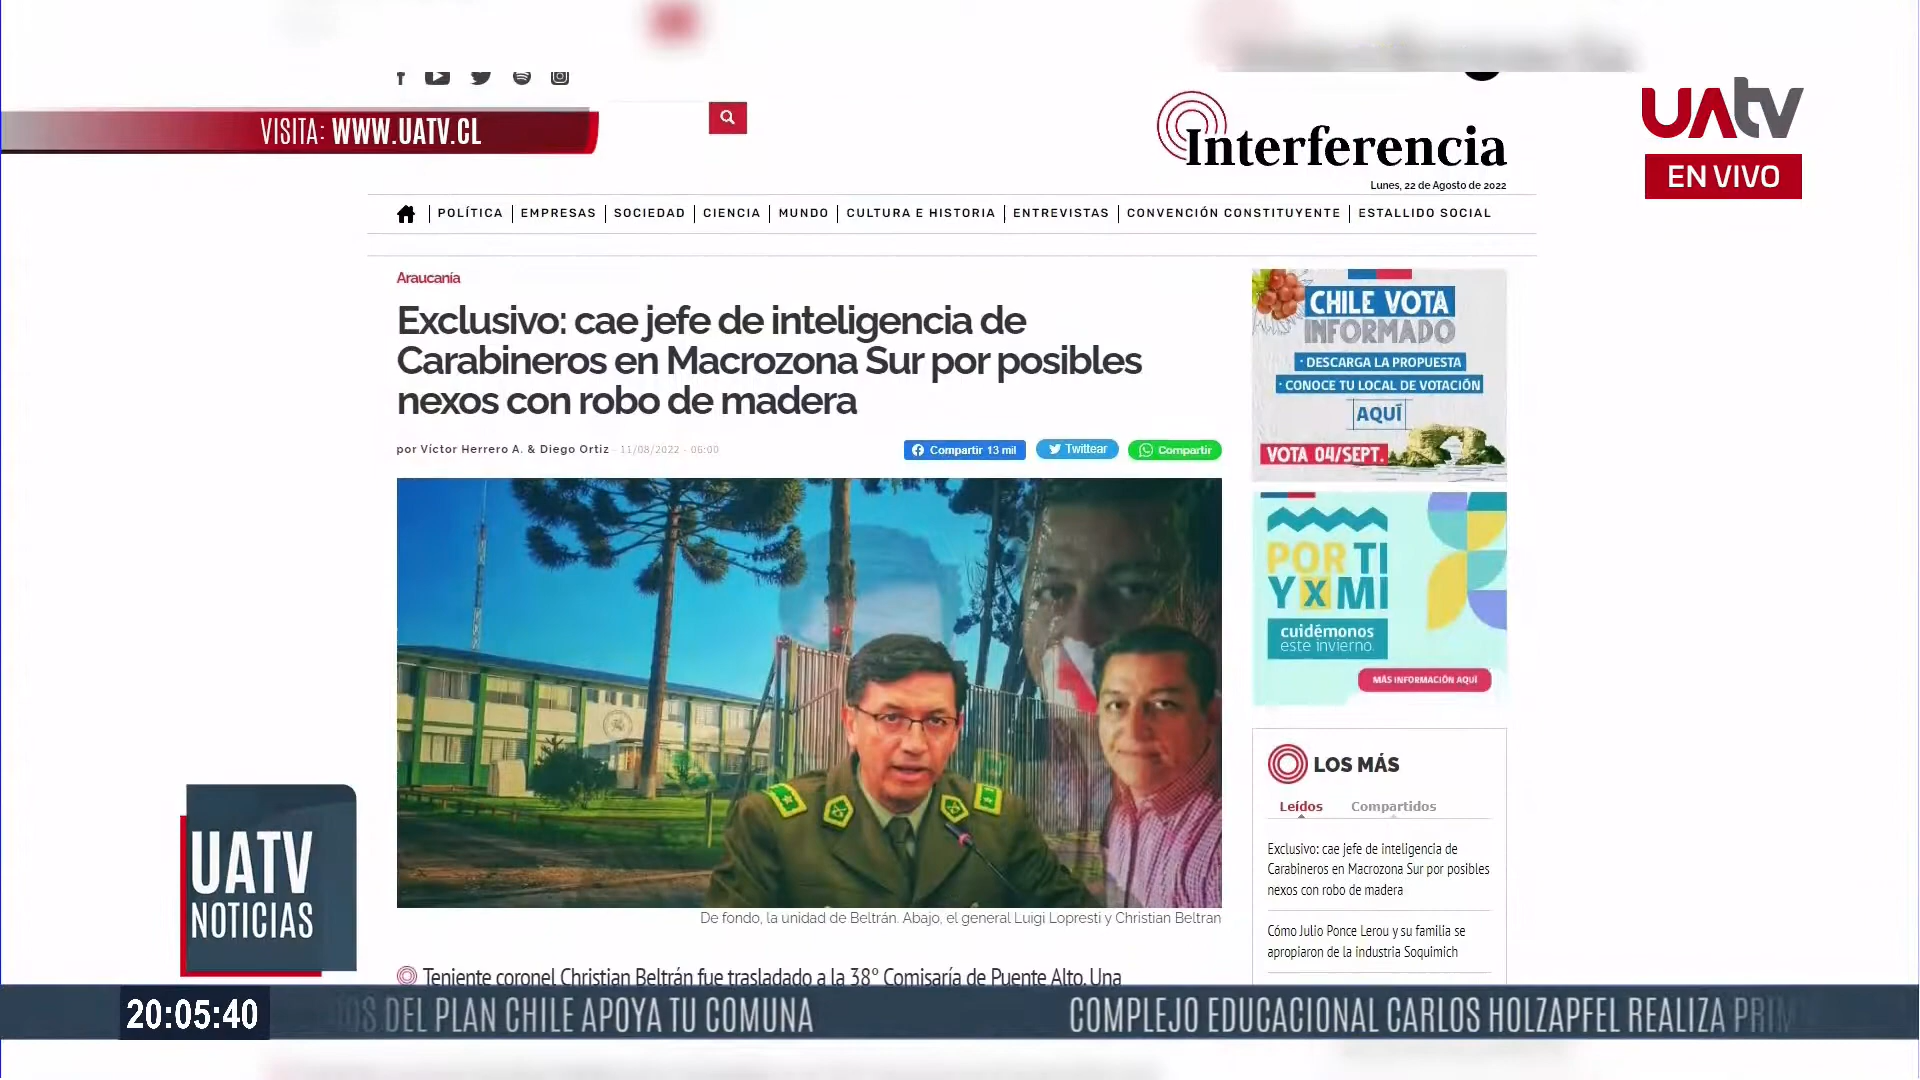 VISITA: WWW.UATV.CL
Interferencia
Lunes, 22 de Agosto de 2022
UAtv
EN VIVO
POLÍTICA
EMPRESAS
SOCIEDAD
CIENCIA
MUNDO
CULTURA E HISTORIA
ENTREVISTAS
CONVENCIÓN CONSTITUYENTE
ESTALLIDO SOCIAL
Araucanía
Exclusivo: cae jefe de inteligencia de
Carabineros en Macrozona Sur por posibles
nexos con robo de madera
por Víctor Herrero A. & Diego Ortiz - 11/08/2022 - 06:00
Compartir 13 mil
Twittear
Compartir
De fondo, la unidad de Beltrán. Abajo, el general Luigi Lopresti y Christian Beltran
Teniente coronel Christian Beltrán fue trasladado a la 38° Comisaría de Puente Alto. Una
CHILE VOTA
INFORMADO
· DESCARGA LA PROPUESTA
· CONOCE TU LOCAL DE VOTACIÓN
AQUÍ
VOTA 04/SEPT.
POR TI
Y X MI
cuidémonos
este invierno.
MÁS INFORMACIÓN AQUÍ
LOS MÁS
Leídos
Compartidos
Exclusivo: cae jefe de inteligencia de
Carabineros en Macrozona Sur por posibles
nexos con robo de madera
Cómo Julio Ponce Lerou y su familia se
apropiaron de la industria Soquimich
UATV
NOTICIAS
20:05:40
DEL PLAN CHILE APOYA TU COMUNA
COMPLEJO EDUCACIONAL CARLOS HOLZAPFEL REALIZA